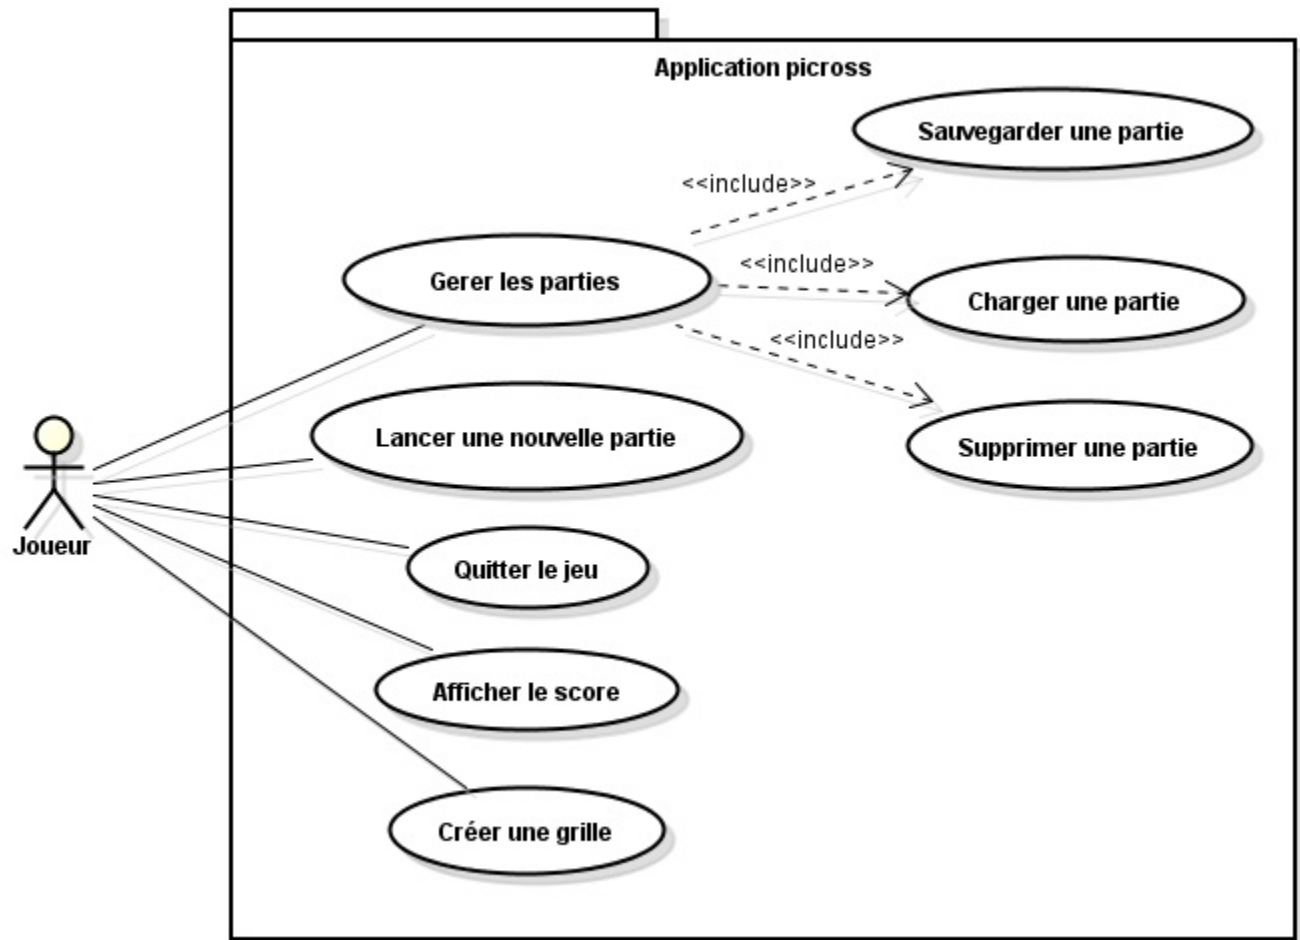 Application picross
Sauvegarder une partie
<<include>>
Gerer les parties
<<include>>
Charger une partie
<<include>>
Lancer une nouvelle partie
Supprimer une partie
Joueur
Quitter le jeu
Afficher le score
Créer une grille